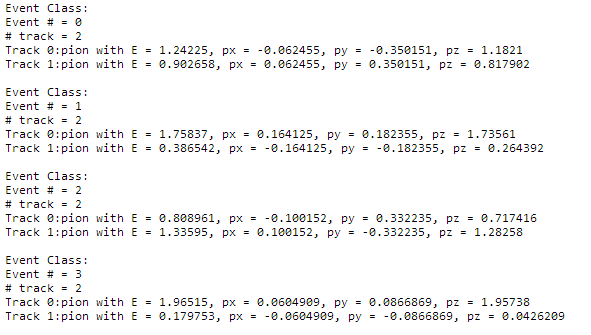 Event Class:
Event # = 0
# track = 2
Track 0:pion with E = 1.24225, px = -0.062455, py = -0.350151, pz = 1.1821
Track 1:pion with E = 0.902658, px = 0.062455, py = 0.350151, pz = 0.817902

Event Class:
Event # = 1
# track = 2
Track 0:pion with E = 1.75837, px = 0.164125, py = 0.182355, pz = 1.73561
Track 1:pion with E = 0.386542, px = -0.164125, py = -0.182355, pz = 0.264392

Event Class:
Event # = 2
# track = 2
Track 0:pion with E = 0.808961, px = -0.100152, py = 0.332235, pz = 0.717416
Track 1:pion with E = 1.33595, px = 0.100152, py = -0.332235, pz = 1.28258

Event Class:
Event # = 3
# track = 2
Track 0:pion with E = 1.96515, px = 0.0604909, py = 0.0866869, pz = 1.95738
Track 1:pion with E = 0.179753, px = -0.0604909, py = -0.0866869, pz = 0.0426209